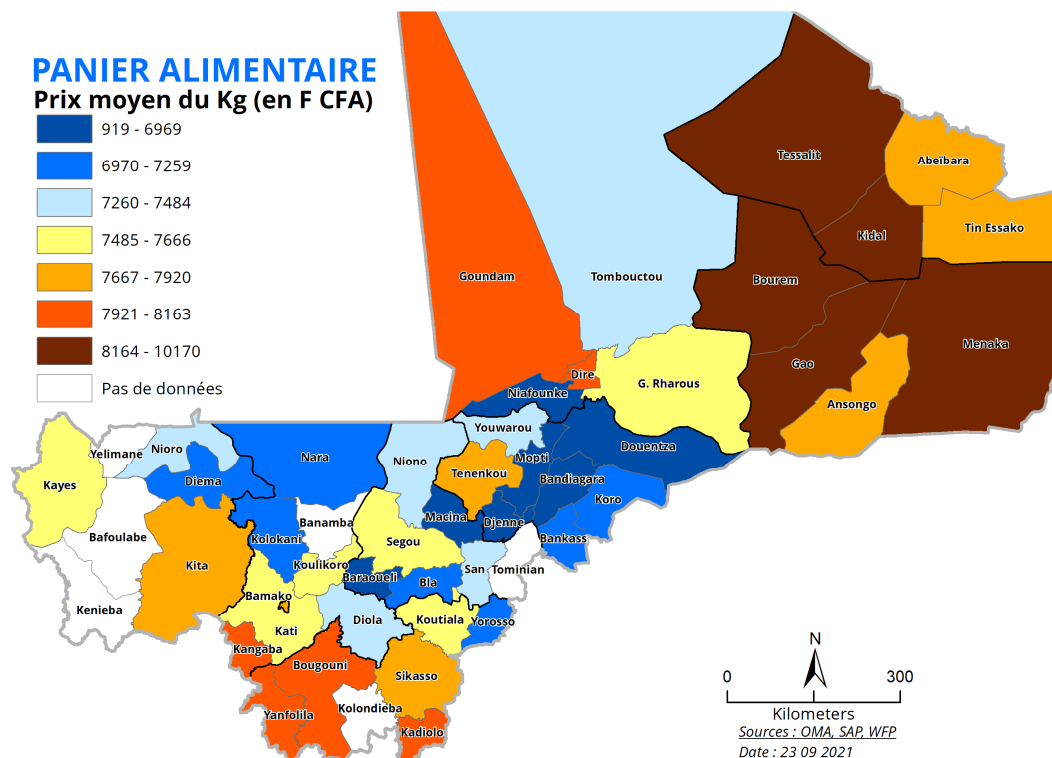 PANIER ALIMENTAIRE
Prix moyen du Kg (en F CFA)
919 - 6969
6970 - 7259
7260 - 7484
7485 - 7666
7667 - 7920
7921 - 8163
8164 - 10170
Pas de données
Tessalit
Abeïbara
Tin Essako
Kidal
Goundam
Tombouctou
Bourem
Menaka
Gao
Dire
G. Rharous
Niafounke
Ansongo
Youwarou
Douentza
Yelimane
Nioro
Nara
Niono
Mopti
Tenenkou
Bandiagara
Kayes
Diema
Koro
Macina
Djenne
Banamba
Bafoulabe
Kolokani
Segou
Bankass
Kita
Koulikoro
Baraouéli
San
Tominian
Bla
Bamako
Kenieba
Diola
Koutiala
Yorosso
Kati
Kangaba
Bougouni
Sikasso
Kolondieba
Yanfolila
Kadiolo
N
0 300
Kilometers
Sources : OMA, SAP, WFP
Date : 23 09 2021